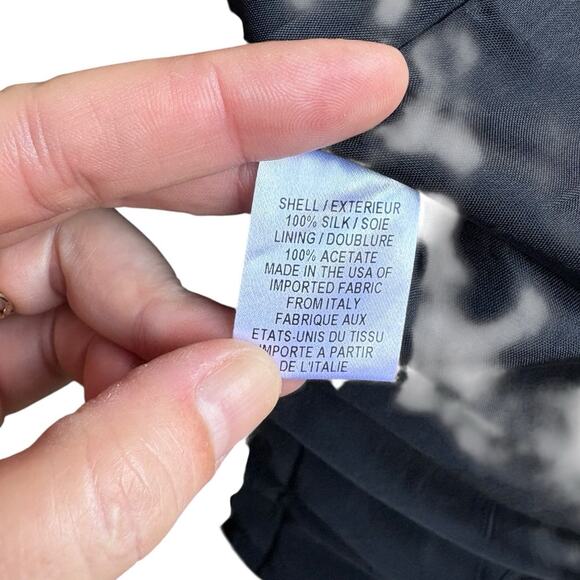 SHELL / EXTERIEUR
100% SILK / SOIE
LINING / DOUBLURE
100% ACETATE
MADE IN THE USA OF
IMPORTED FABRIC
FROM ITALY
FABRIQUE AUX
ETATS-UNIS DU TISSU
IMPORTE A PARTIR
DE L'ITALIE